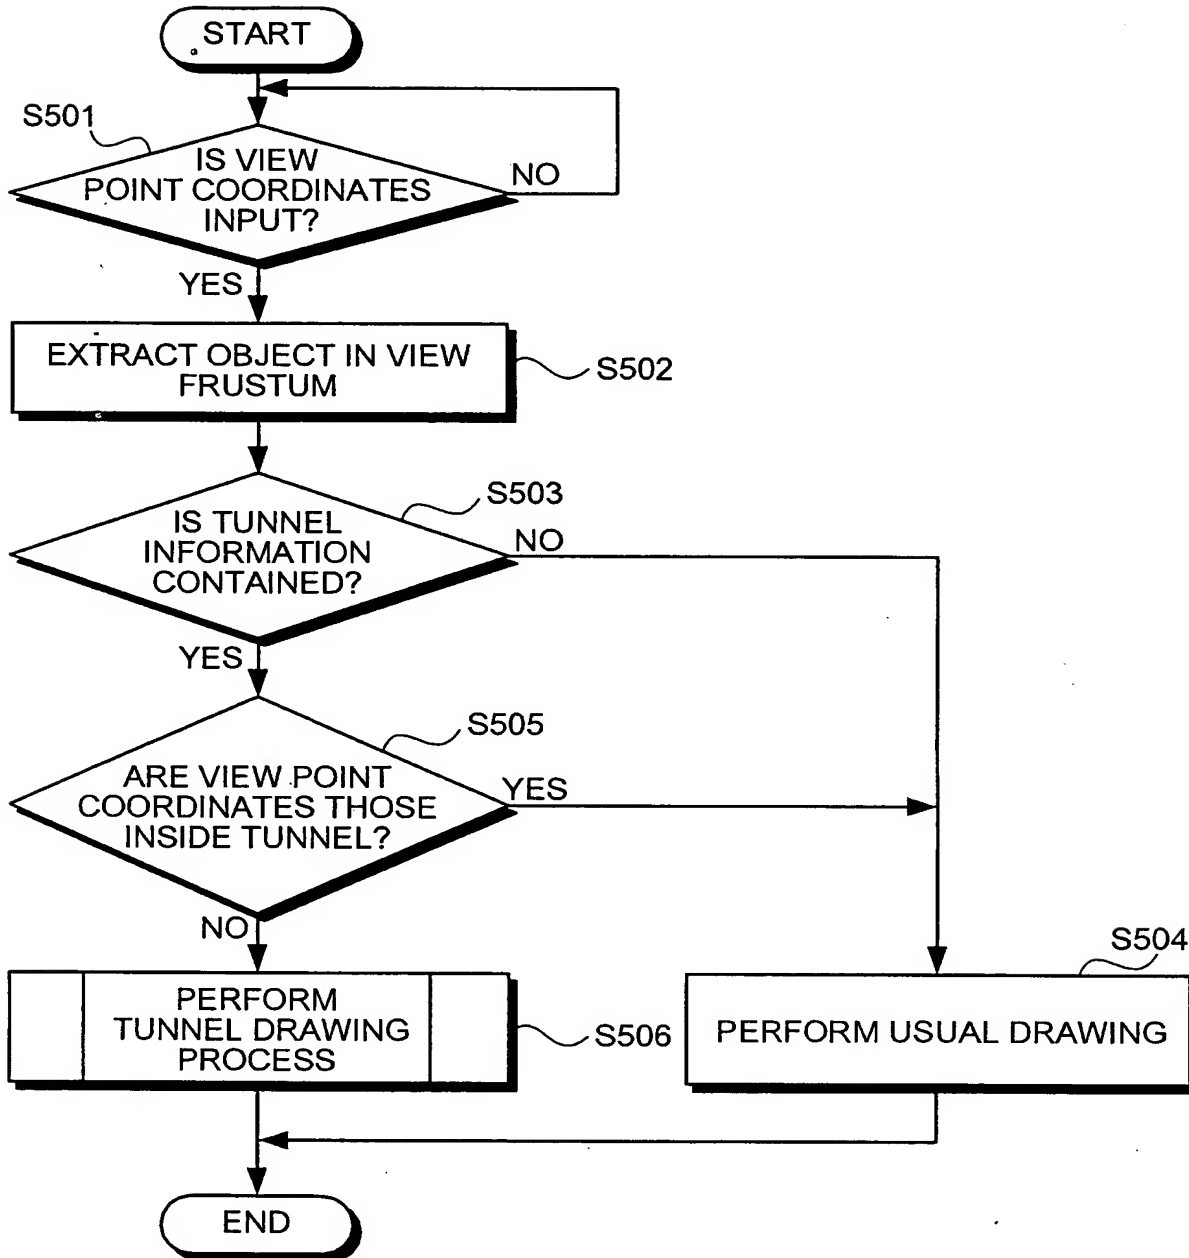 START
S501
IS VIEW
POINT COORDINATES
INPUT?
NO
YES
EXTRACT OBJECT IN VIEW
FRUSTUM
S502
S503
IS TUNNEL
INFORMATION
CONTAINED?
NO
YES
S505
ARE VIEW POINT
COORDINATES THOSE
INSIDE TUNNEL?
YES
NO
S504
PERFORM
TUNNEL DRAWING
PROCESS
S506
PERFORM USUAL DRAWING
END